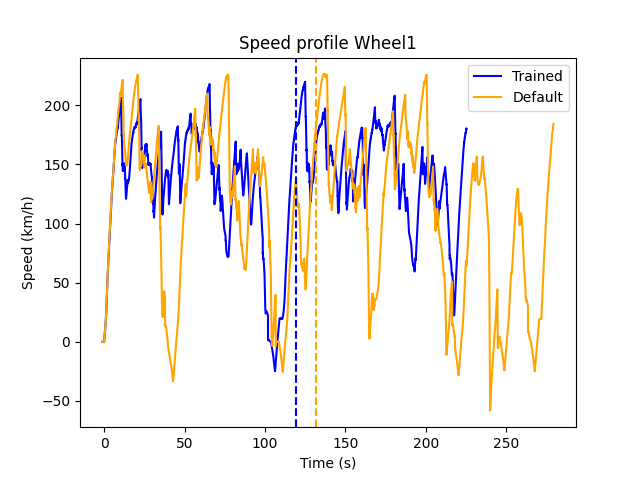 Speed profile Wheel1
Trained
Default
Speed (km/h)
200
150
100
50
0
−50
0 50 100 150 200 250
Time (s)